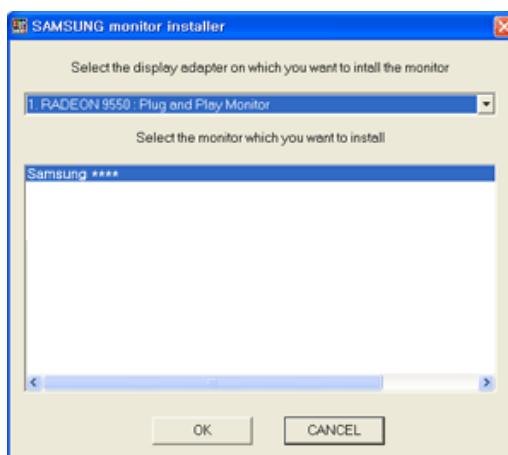 SAMSUNG monitor installer
Select the display adapter on which you want to intall the monitor
1. RADEON 9550 : Plug and Play Monitor
Select the monitor which you want to install
Samsung ****
OK
CANCEL